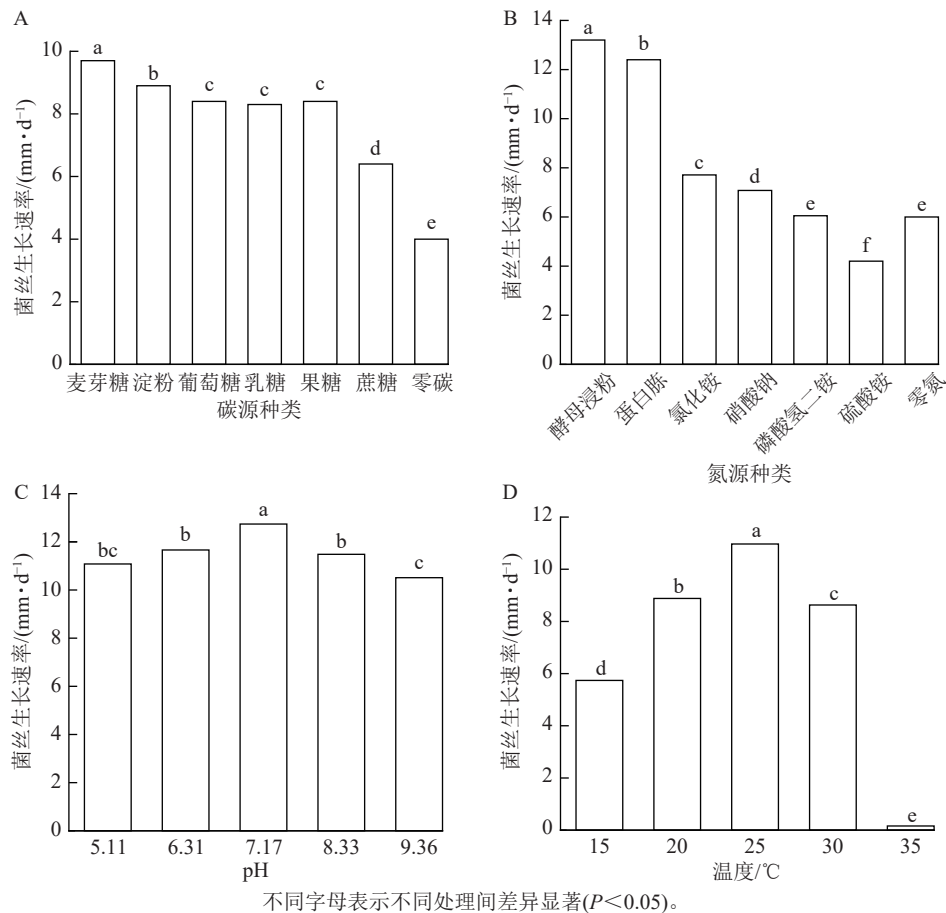 A
菌丝生长速率/(mm·d⁻¹)
10
8
6
4
2
0
a
b
c
c
c
d
e
麦芽糖 淀粉 葡萄糖 乳糖 果糖 蔗糖 零碳
碳源种类
B
菌丝生长速率/(mm·d⁻¹)
14
12
10
8
6
4
2
0
a
b
c
d
e
f
e
酵母浸粉
蛋白胨
氯化铵
硝酸钠
磷酸氢二铵
硫酸铵
零氮
氮源种类
C
菌丝生长速率/(mm·d⁻¹)
14
12
10
8
6
4
2
0
bc
b
a
b
c
5.11 6.31 7.17 8.33 9.36
pH
D
菌丝生长速率/(mm·d⁻¹)
12
10
8
6
4
2
0
d
b
a
c
e
15 20 25 30 35
温度/℃
不同字母表示不同处理间差异显著(P<0.05)。